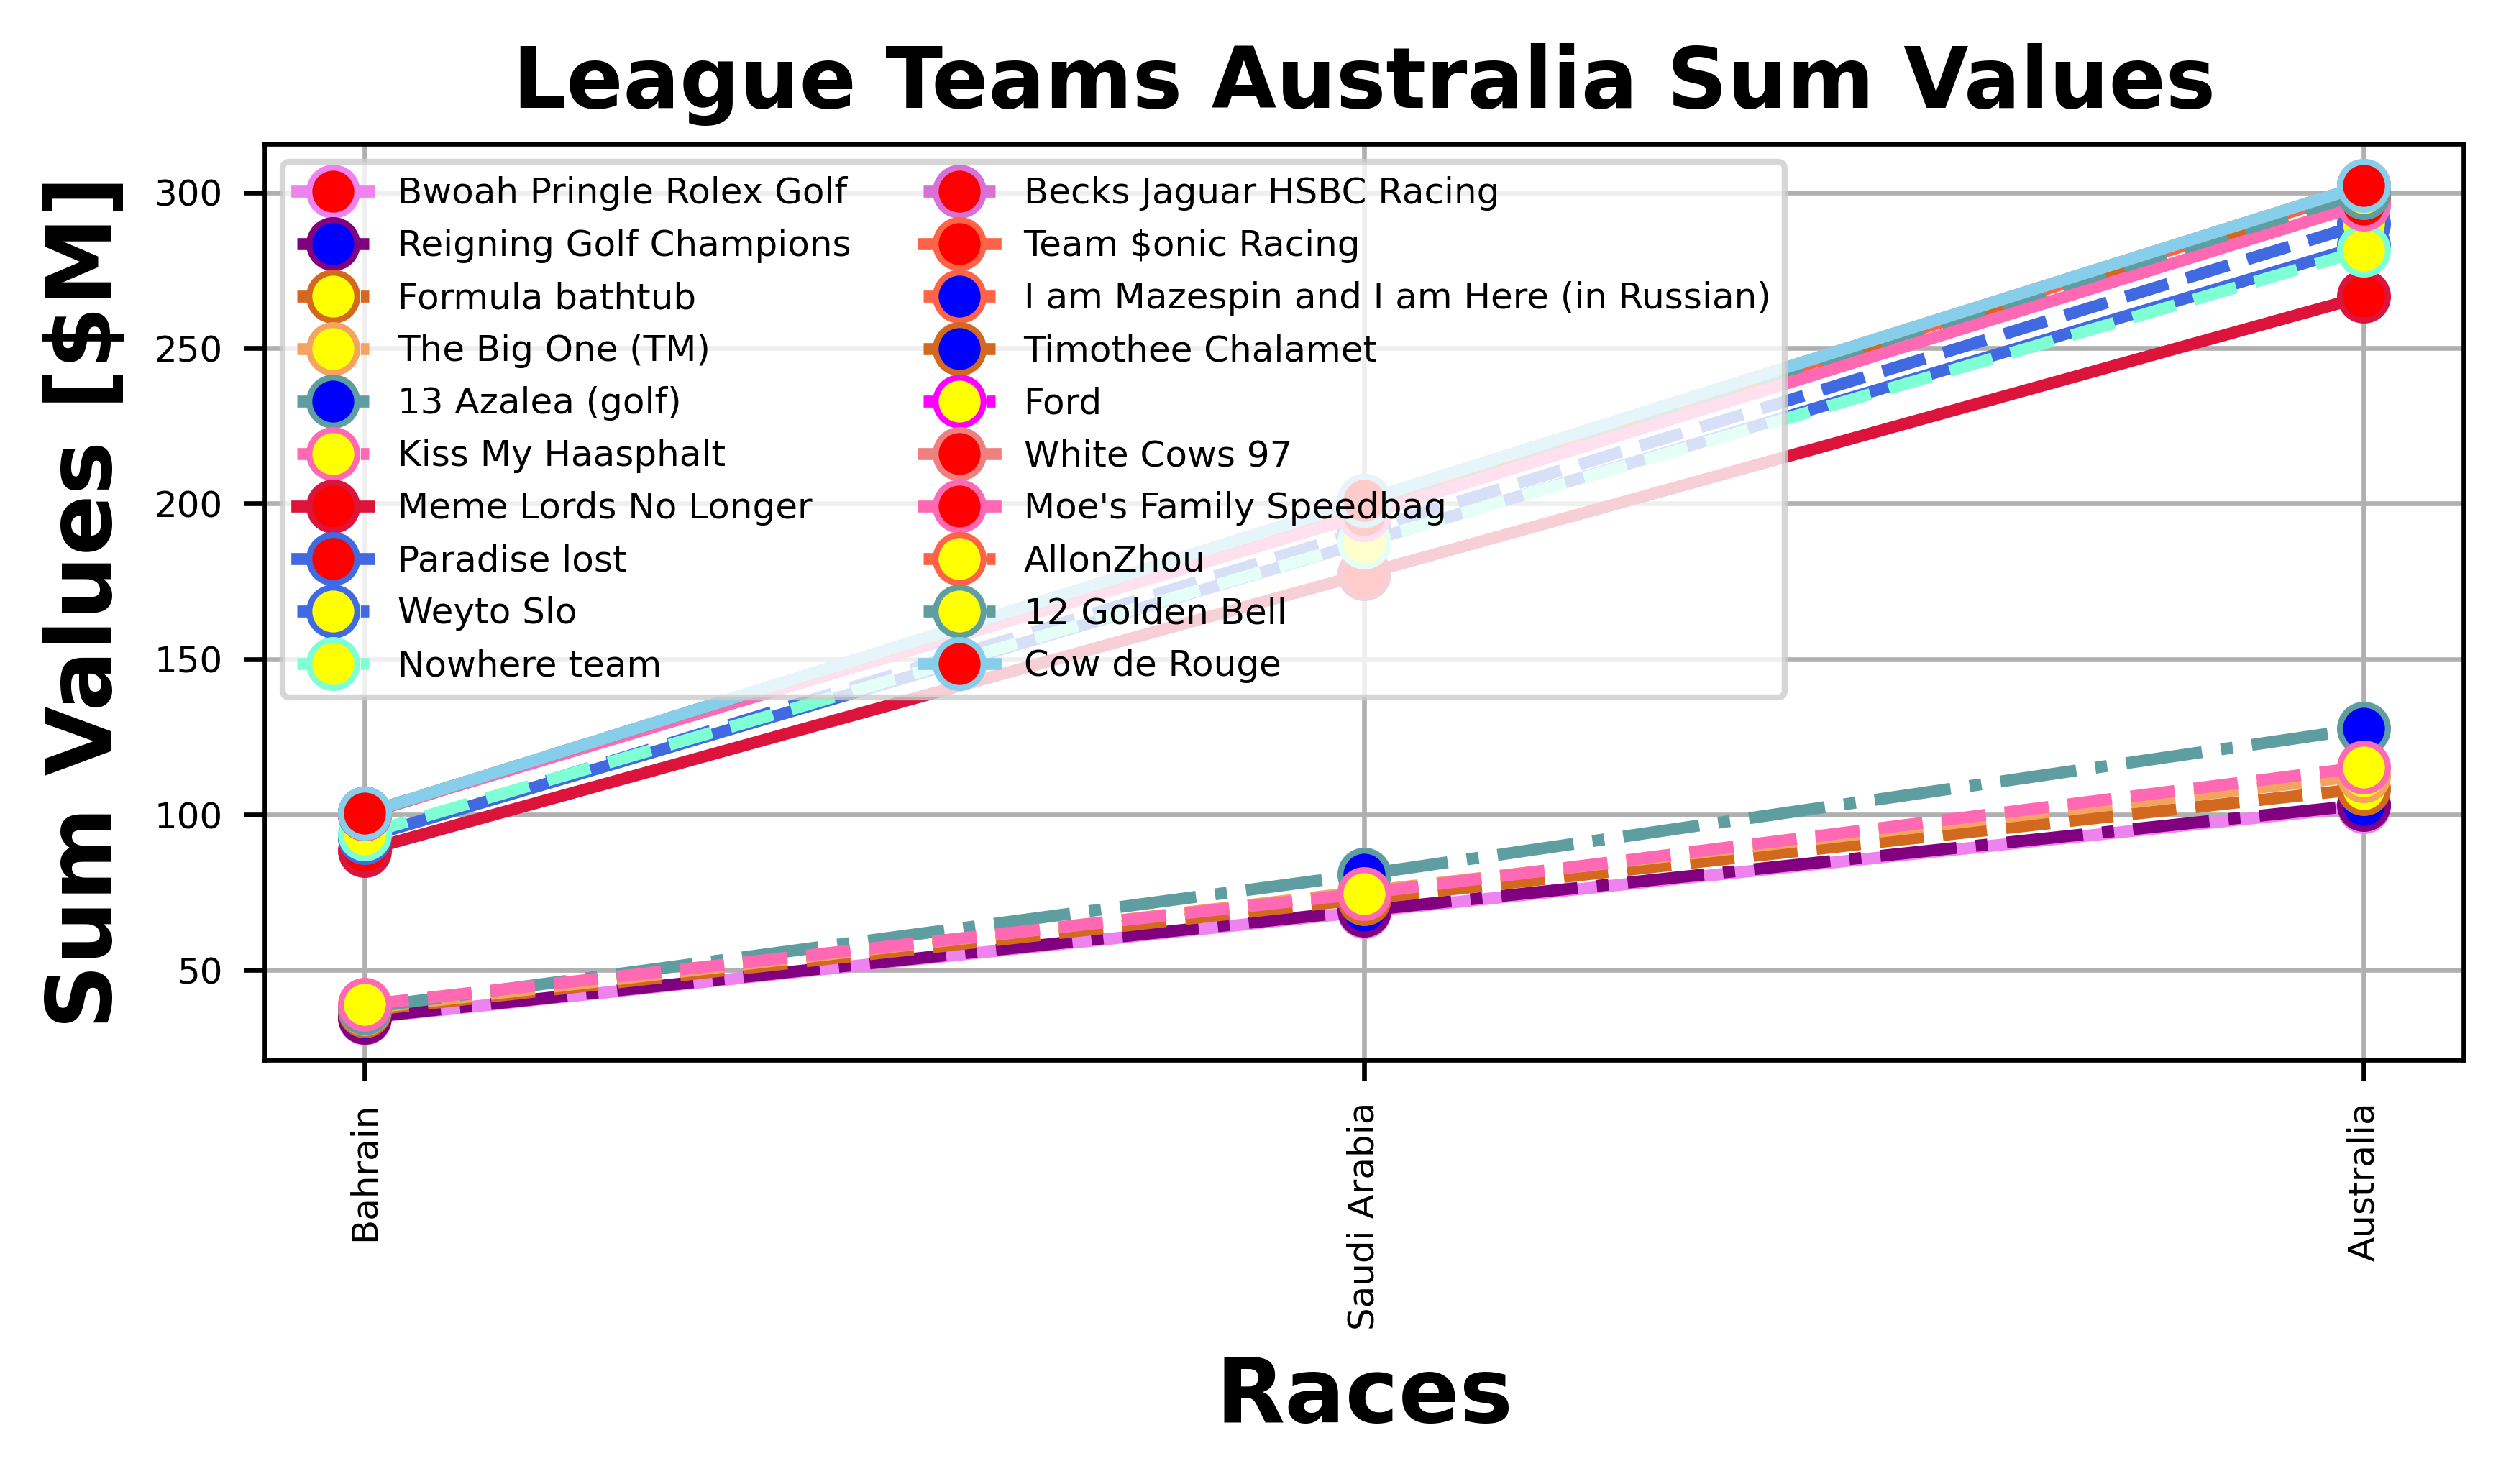 League Teams Australia Sum Values
Sum Values [$M]
300
250
200
150
100
50
Bwoah Pringle Rolex Golf
Reigning Golf Champions
Formula bathtub
The Big One (TM)
13 Azalea (golf)
Kiss My Haasphalt
Meme Lords No Longer
Paradise lost
Weyto Slo
Nowhere team
Becks Jaguar HSBC Racing
Team $onic Racing
I am Mazespin and I am Here (in Russian)
Timothee Chalamet
Ford
White Cows 97
Moe's Family Speedbag
AllonZhou
12 Golden Bell
Cow de Rouge
Bahrain
Saudi Arabia
Australia
Races